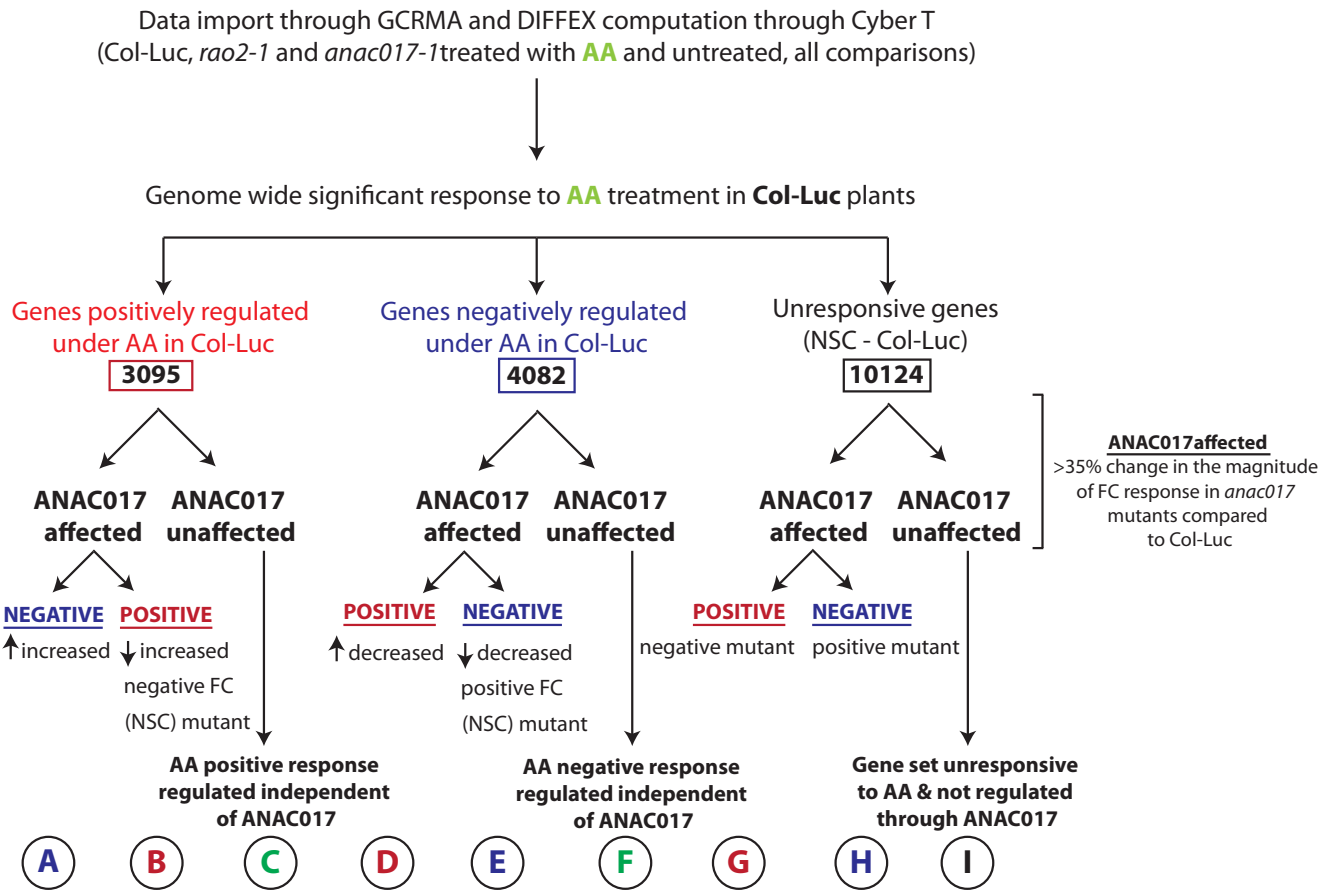 Data import through GCRMA and DIFFEX computation through Cyber T
(Col-Luc, rao2-1 and anac017-1treated with AA and untreated, all comparisons)
Genome wide significant response to AA treatment in Col-Luc plants
Genes positively regulated
under AA in Col-Luc
3095
Genes negatively regulated
under AA in Col-Luc
4082
Unresponsive genes
(NSC - Col-Luc)
10124
ANAC017affected
>35% change in the magnitude
of FC response in anac017
mutants compared
to Col-Luc
ANAC017
affected
ANAC017
unaffected
ANAC017
affected
ANAC017
unaffected
ANAC017
affected
ANAC017
unaffected
NEGATIVE
increased
POSITIVE
increased
negative FC
(NSC) mutant
POSITIVE
decreased
NEGATIVE
decreased
positive FC
(NSC) mutant
POSITIVE
negative mutant
NEGATIVE
positive mutant
AA positive response
regulated independent
of ANAC017
AA negative response
regulated independent
of ANAC017
Gene set unresponsive
to AA & not regulated
through ANAC017
A B C D E F G H I